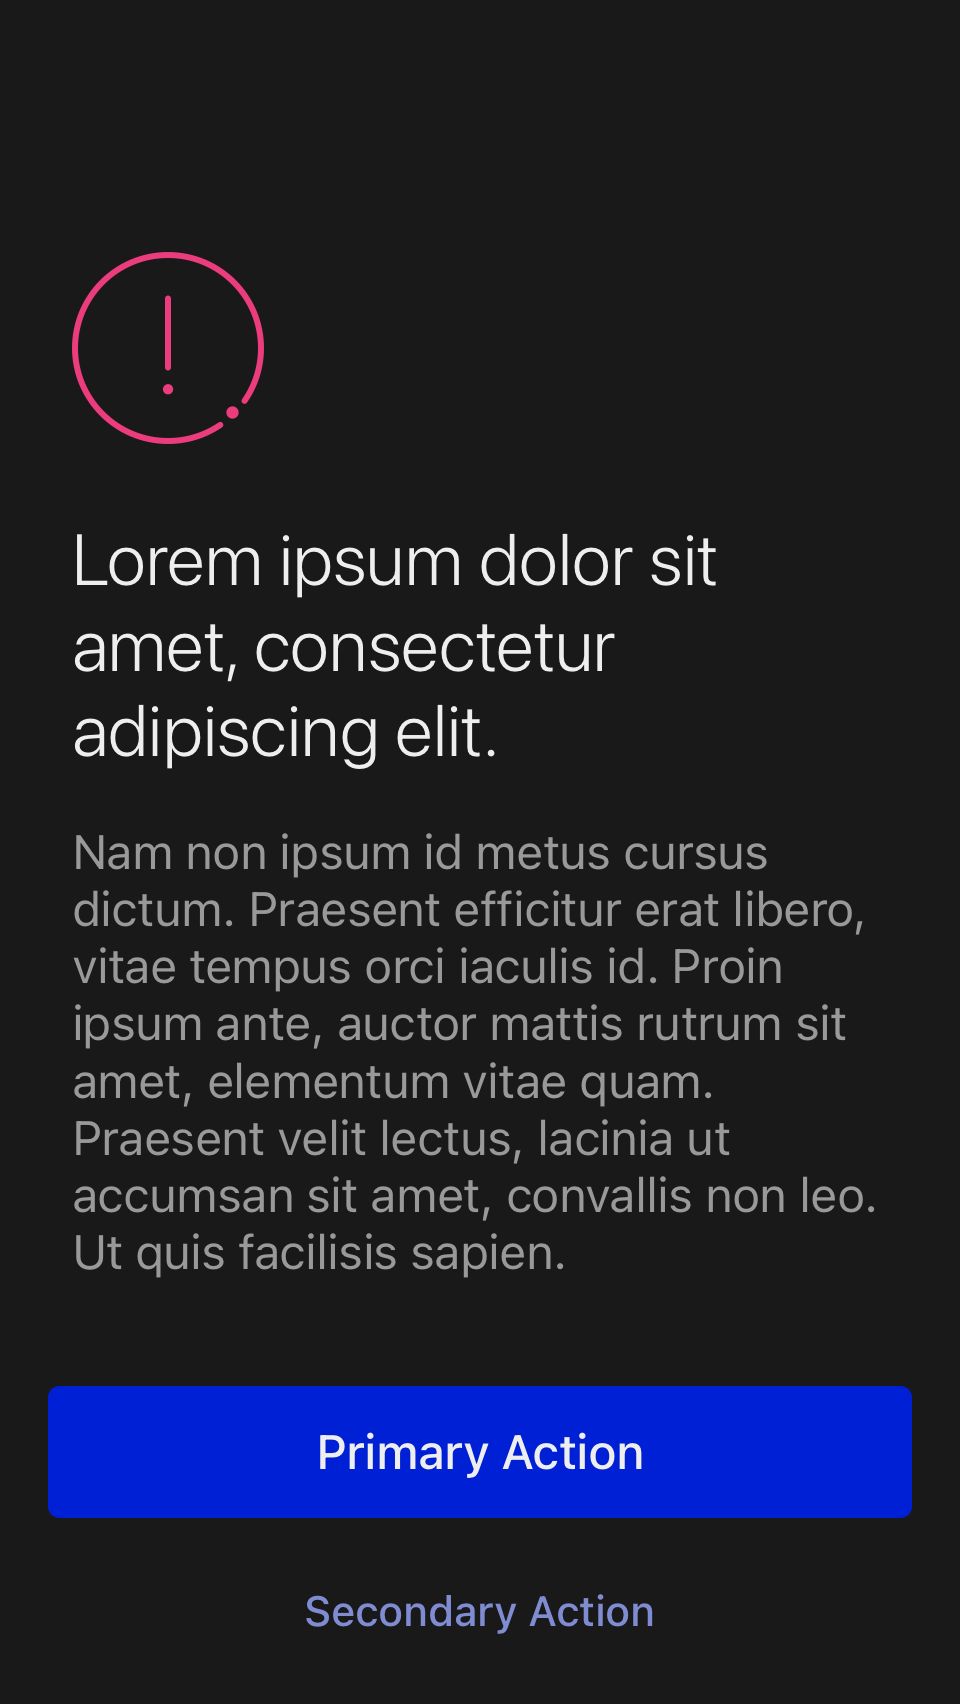 Lorem ipsum dolor sit
amet, consectetur
adipiscing elit.
Nam non ipsum id metus cursus
dictum. Praesent efficitur erat libero,
vitae tempus orci iaculis id. Proin
ipsum ante, auctor mattis rutrum sit
amet, elementum vitae quam.
Praesent velit lectus, lacinia ut
accumsan sit amet, convallis non leo.
Ut quis facilisis sapien.
Primary Action
Secondary Action